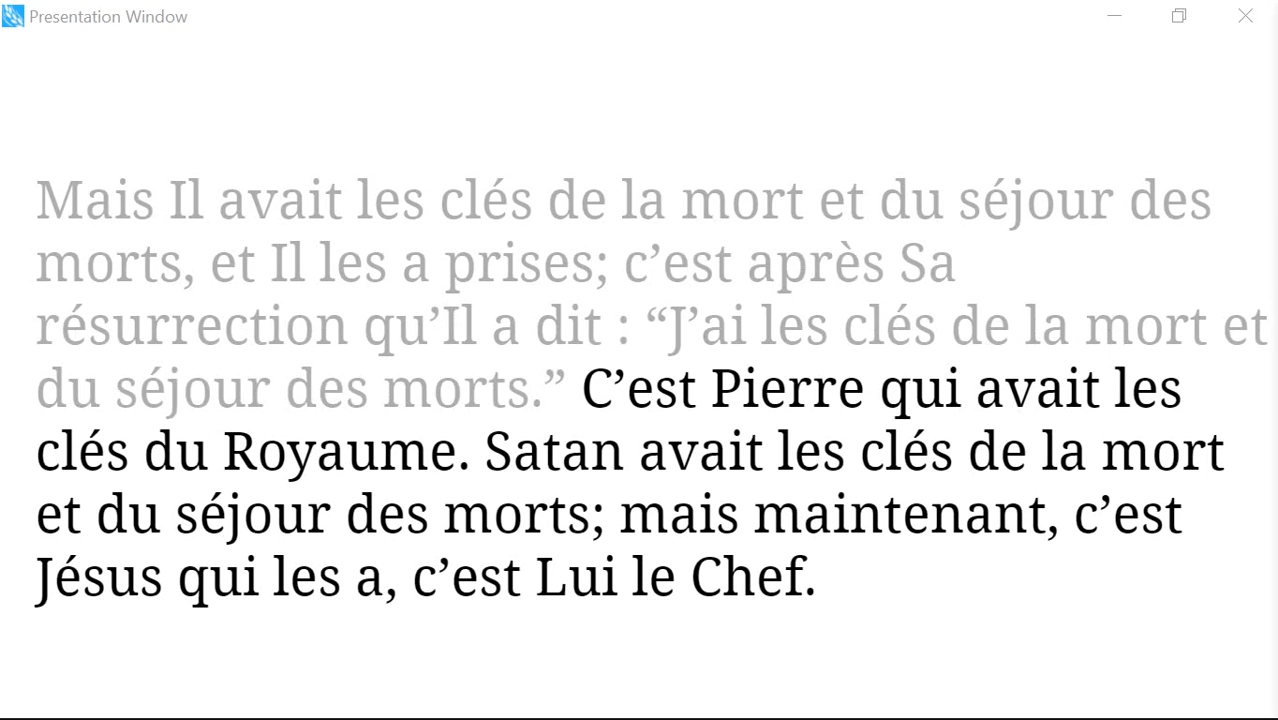 Presentation Window
Mais Il avait les clés de la mort et du séjour des
morts, et Il les a prises; c’est après Sa
résurrection qu’Il a dit : “J’ai les clés de la mort et
du séjour des morts.” C’est Pierre qui avait les
clés du Royaume. Satan avait les clés de la mort
et du séjour des morts; mais maintenant, c’est
Jésus qui les a, c’est Lui le Chef.